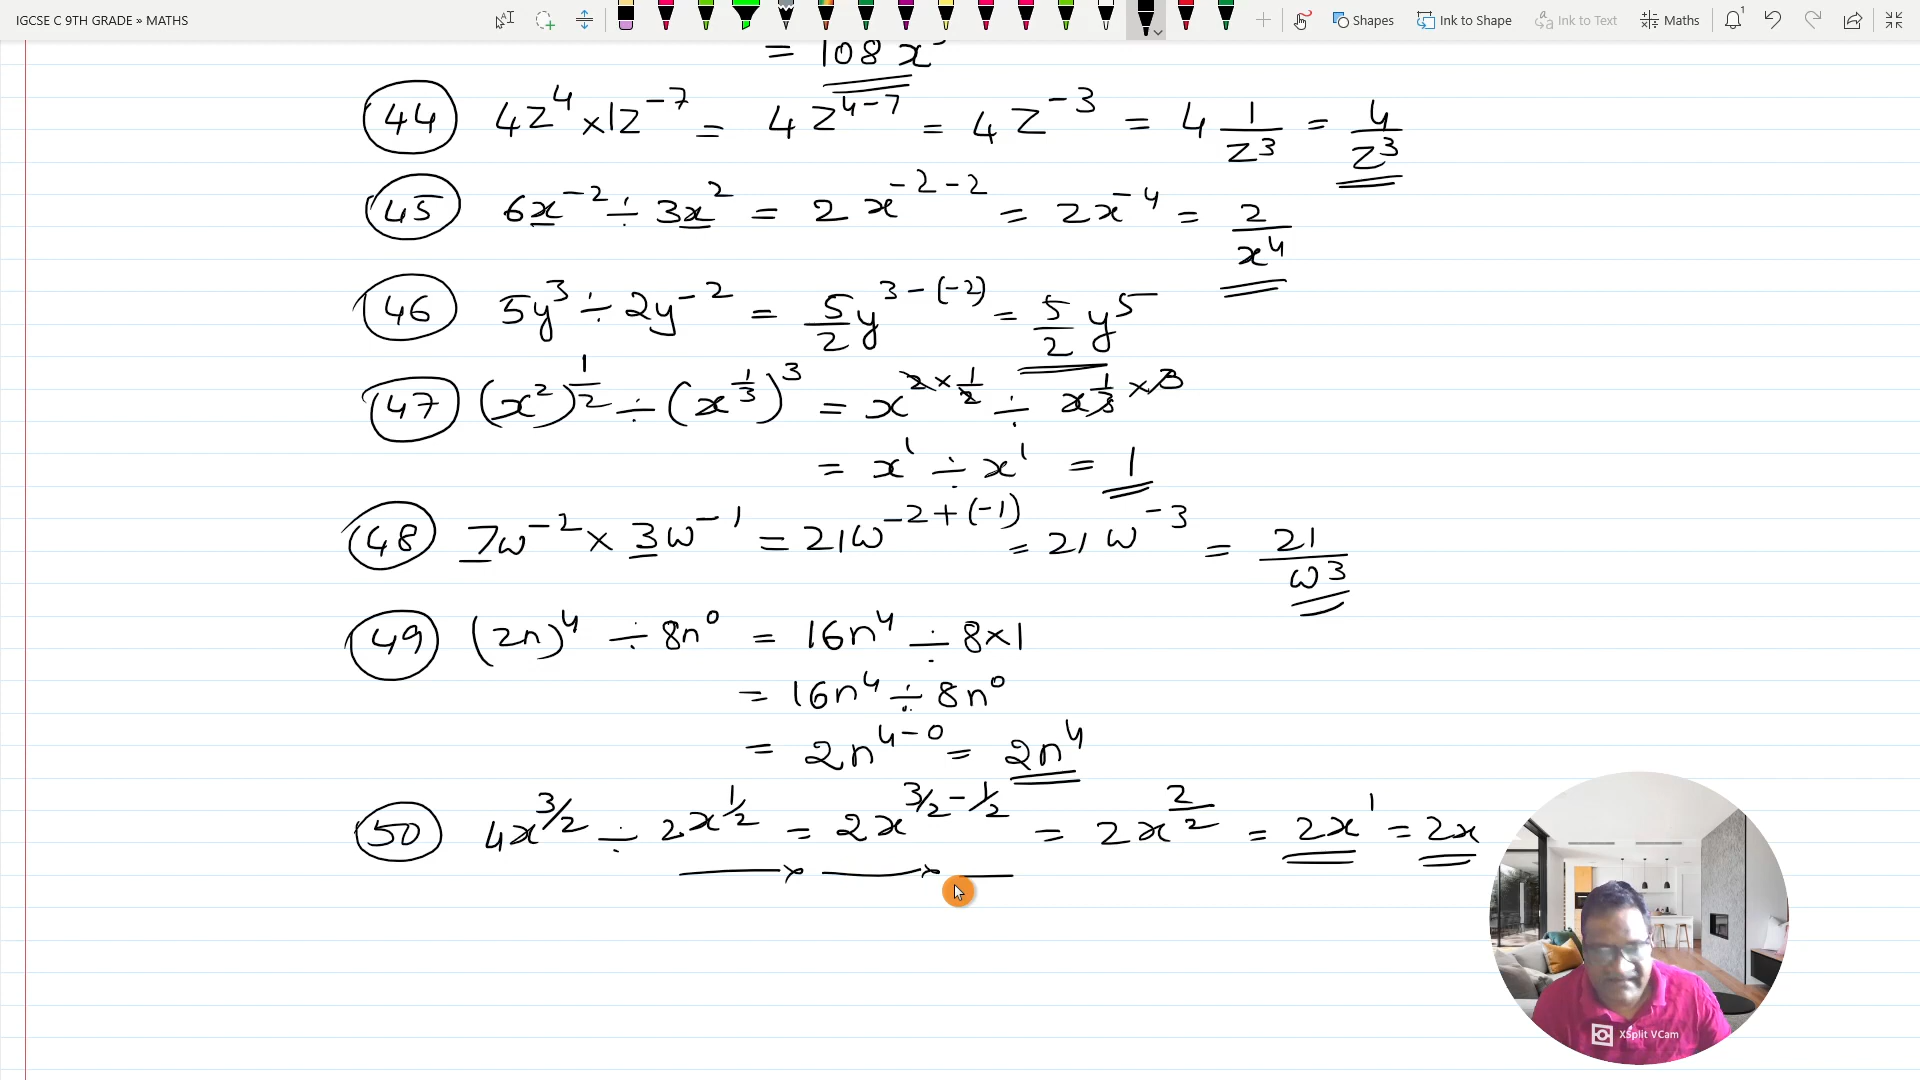 IGCSE C 9TH GRADE » MATHS Shapes Ink to Shape Ink to Text Maths
= 108 x
44 4z⁴ × 1z⁻⁷ = 4z⁴⁻⁷ = 4z⁻³ = 4 1/z³ = 4/z³
45 6x⁻² ÷ 3x² = 2x⁻²⁻² = 2x⁻⁴ = 2/x⁴
46 5y³ ÷ 2y⁻² = 5/2 y³⁻⁽⁻²⁾ = 5/2 y⁵
47 (x²)^1/2 ÷ (x^1/3)³ = x^2×1/2 ÷ x^1/3×3
= x¹ ÷ x¹ = 1
48 7w⁻² × 3w⁻¹ = 21w⁻²⁺⁽⁻¹⁾ = 21w⁻³ = 21/w³
49 (2n)⁴ ÷ 8n⁰ = 16n⁴ ÷ 8×1
= 16n⁴ ÷ 8n⁰
= 2n⁴⁻⁰ = 2n⁴
50 4x^3/2 ÷ 2x^1/2 = 2x^3/2-1/2 = 2x^2/2 = 2x¹ = 2x
XSplit VCam